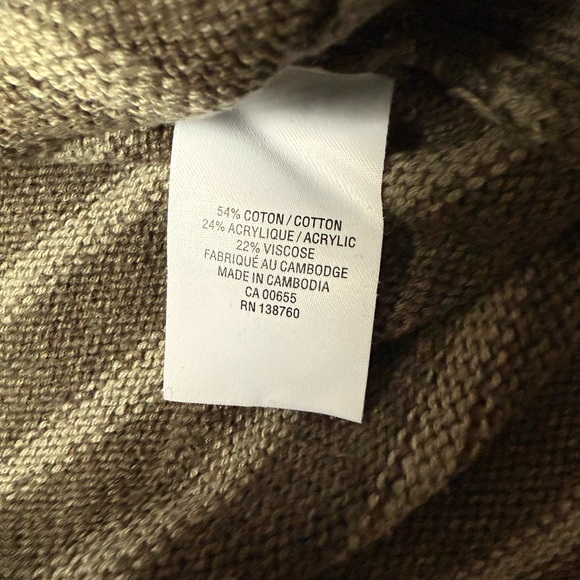 54% COTON / COTTON
24% ACRYLIQUE / ACRYLIC
22% VISCOSE
FABRIQUÉ AU CAMBODGE
MADE IN CAMBODIA
CA 00655
RN 138760